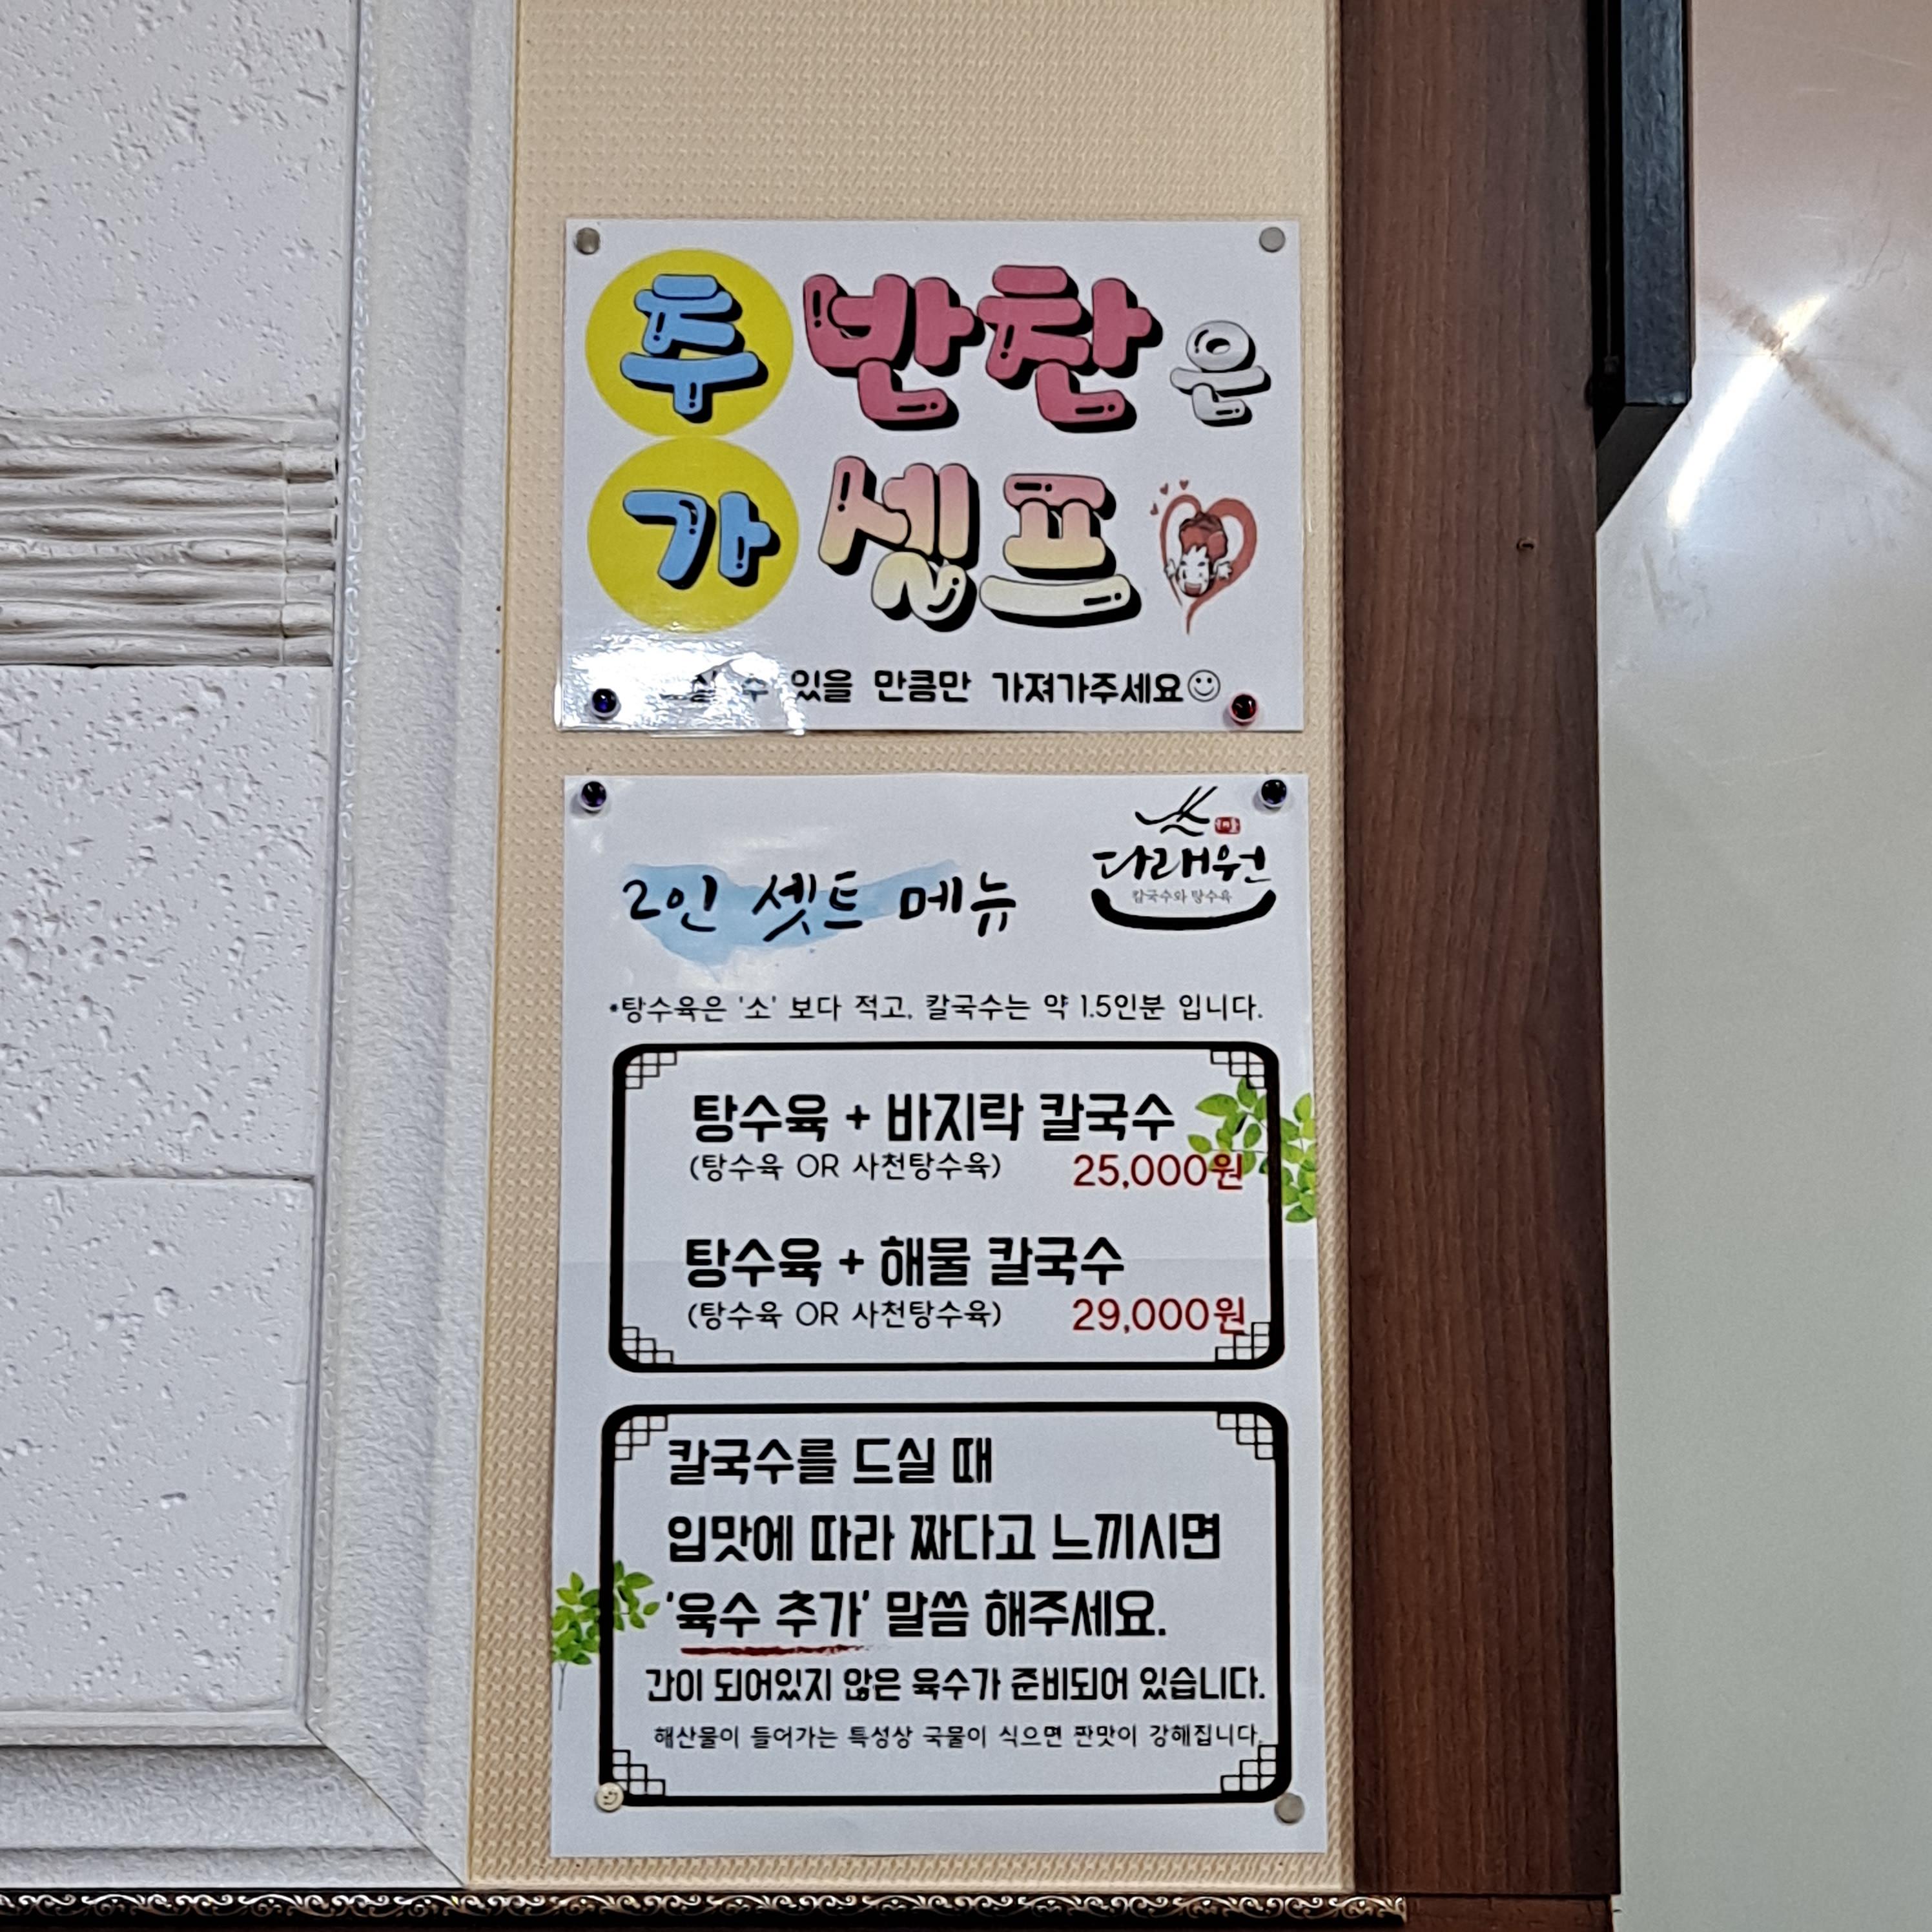 추가 반찬은
셀프
수 있을 만큼만 가져가주세요
다래원
칼국수와 탕수육
2인 셋트 메뉴
*탕수육은 '소' 보다 적고, 칼국수는 약 1.5인분 입니다.
탕수육 + 바지락 칼국수
(탕수육 OR 사천탕수육) 25,000원
탕수육 + 해물 칼국수
(탕수육 OR 사천탕수육) 29,000원
칼국수를 드실 때
입맛에 따라 짜다고 느끼시면
'육수 추가' 말씀 해주세요.
간이 되어있지 않은 육수가 준비되어 있습니다.
해산물이 들어가는 특성상 국물이 식으면 짠맛이 강해집니다.